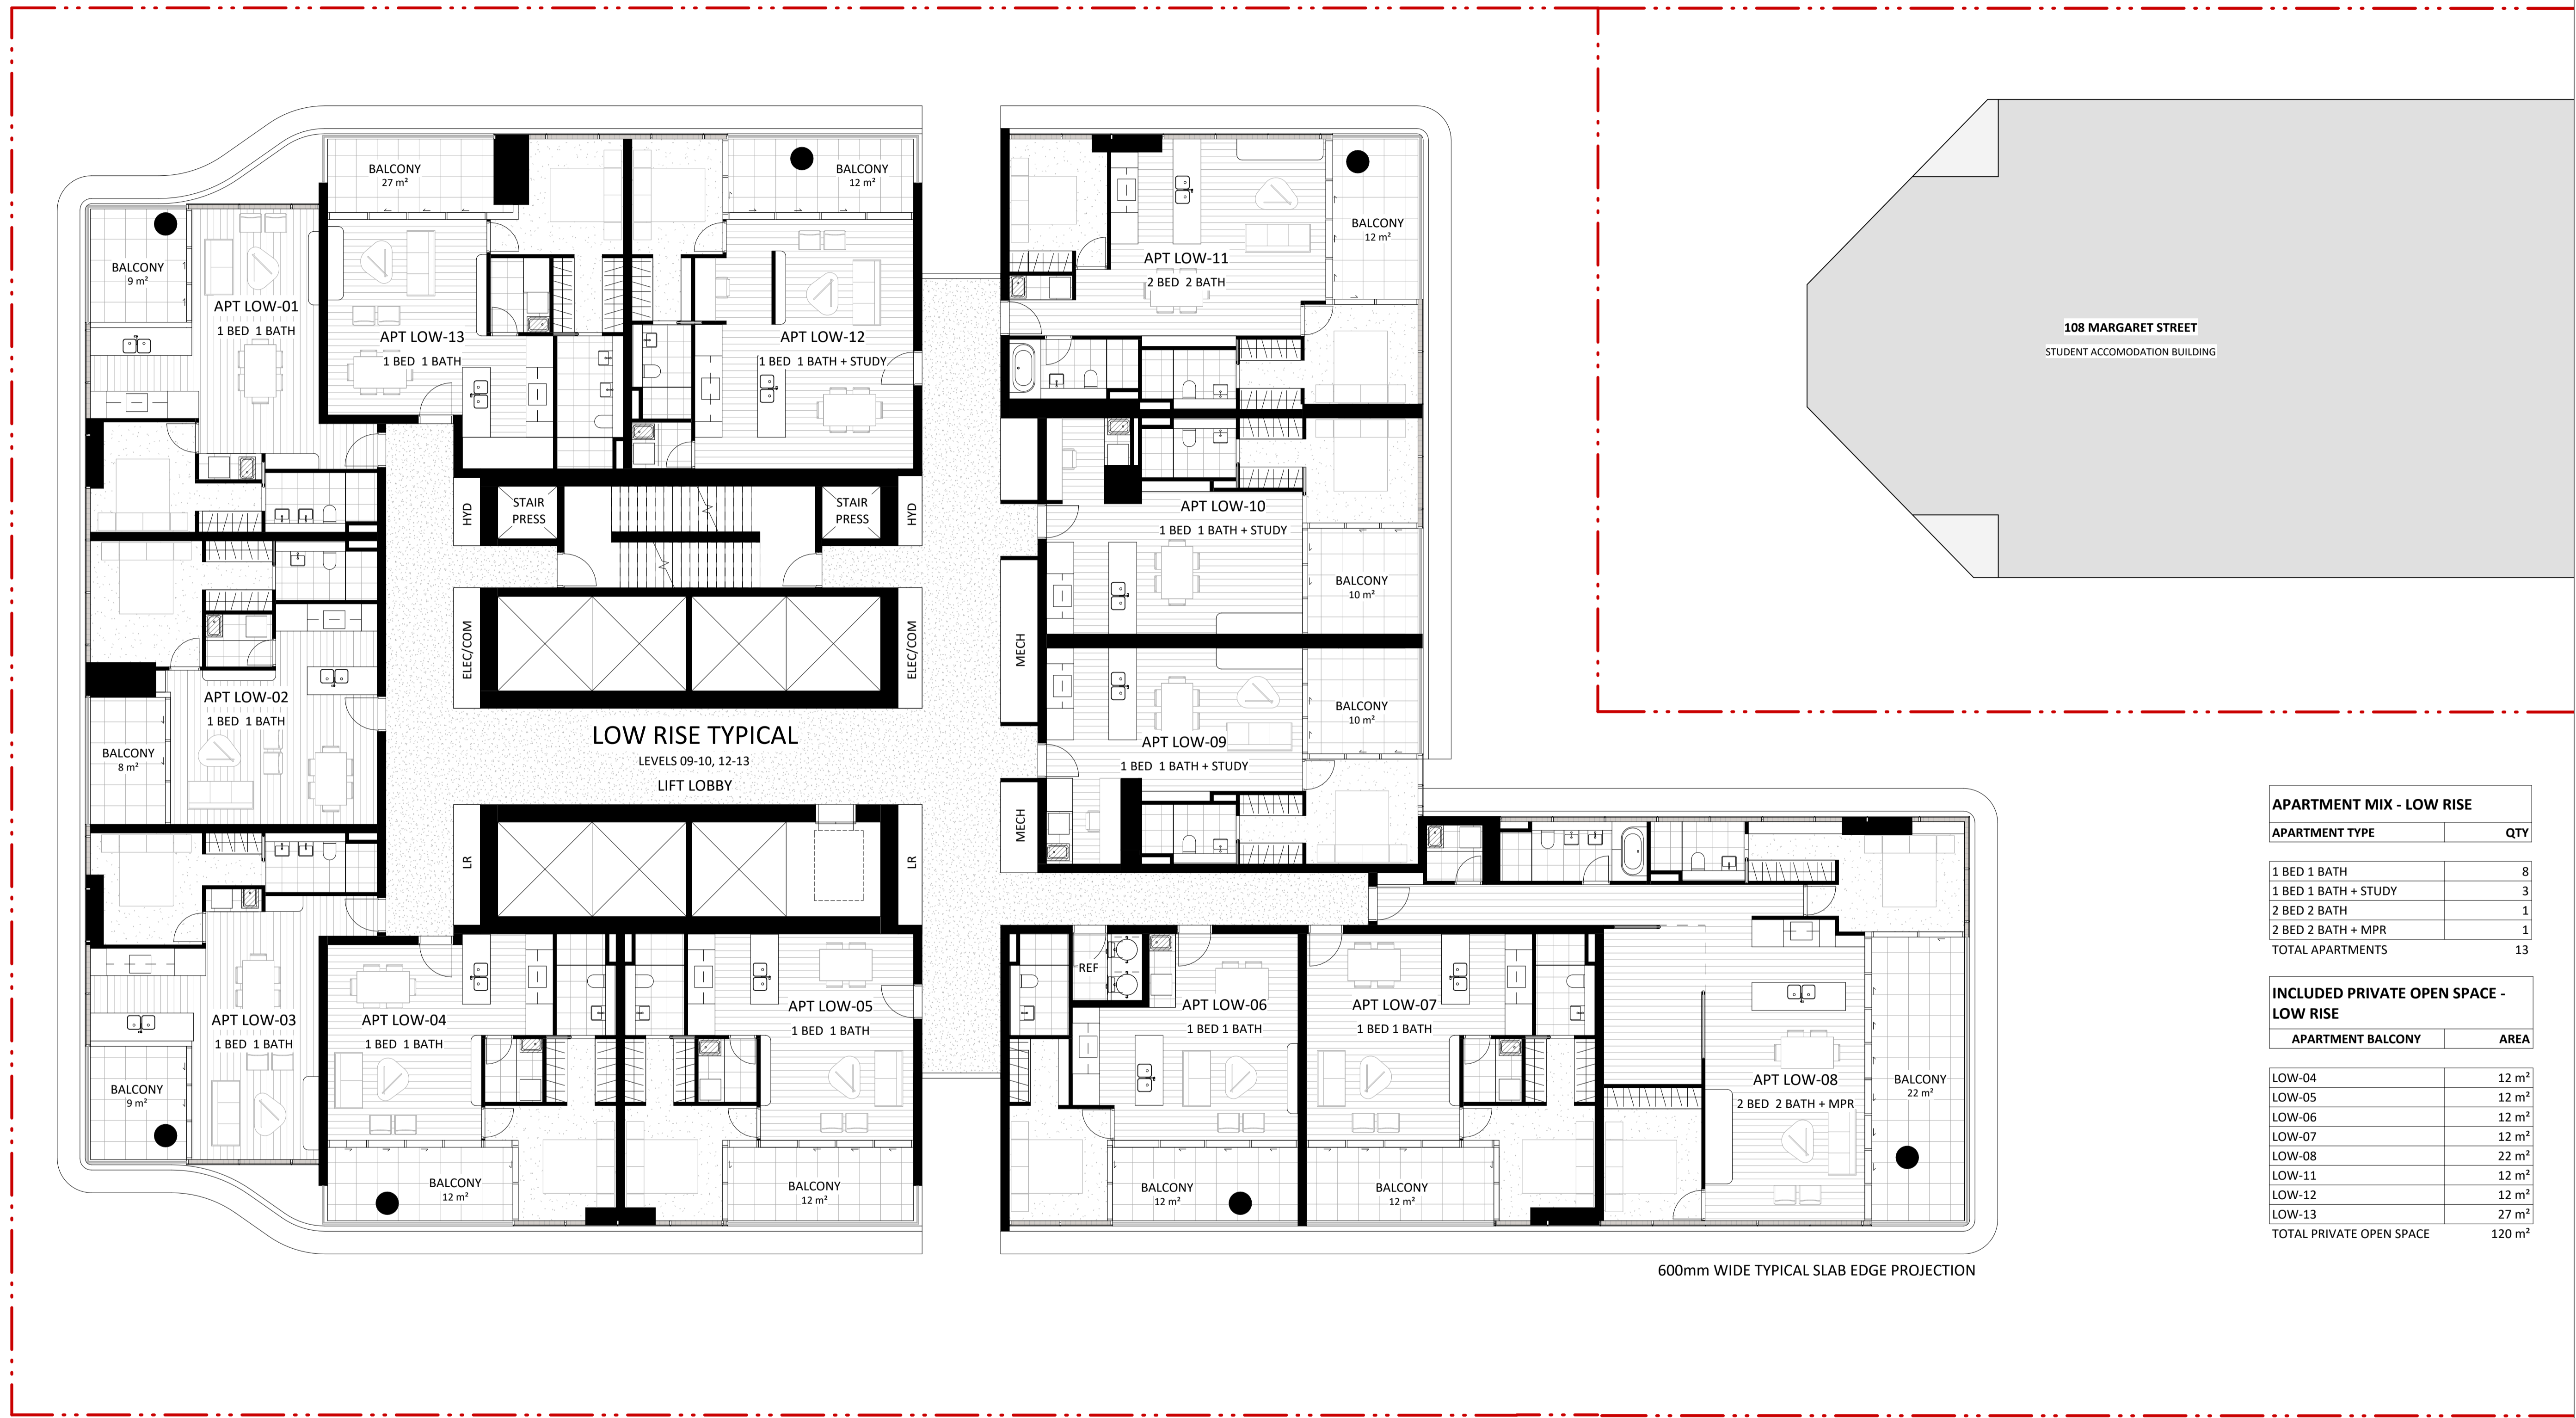 BALCONY
27 m²
BALCONY
12 m²
BALCONY
12 m²
BALCONY
9 m²
APT LOW-01
1 BED 1 BATH
APT LOW-13
1 BED 1 BATH
APT LOW-12
1 BED 1 BATH + STUDY
APT LOW-11
2 BED 2 BATH
108 MARGARET STREET
STUDENT ACCOMODATION BUILDING
HYD
STAIR
PRESS
STAIR
PRESS
HYD
APT LOW-10
1 BED 1 BATH + STUDY
BALCONY
10 m²
ELEC/COM
ELEC/COM
MECH
APT LOW-02
1 BED 1 BATH
BALCONY
8 m²
LOW RISE TYPICAL
LEVELS 09-10, 12-13
LIFT LOBBY
BALCONY
10 m²
APT LOW-09
1 BED 1 BATH + STUDY
MECH
LR
LR
REF
APT LOW-03
1 BED 1 BATH
BALCONY
9 m²
APT LOW-04
1 BED 1 BATH
APT LOW-05
1 BED 1 BATH
APT LOW-06
1 BED 1 BATH
APT LOW-07
1 BED 1 BATH
APT LOW-08
2 BED 2 BATH + MPR
BALCONY
22 m²
BALCONY
12 m²
BALCONY
12 m²
BALCONY
12 m²
BALCONY
12 m²
600mm WIDE TYPICAL SLAB EDGE PROJECTION
APARTMENT MIX - LOW RISE
APARTMENT TYPE QTY
1 BED 1 BATH 8
1 BED 1 BATH + STUDY 3
2 BED 2 BATH 1
2 BED 2 BATH + MPR 1
TOTAL APARTMENTS 13
INCLUDED PRIVATE OPEN SPACE -
LOW RISE
APARTMENT BALCONY AREA
LOW-04 12 m²
LOW-05 12 m²
LOW-06 12 m²
LOW-07 12 m²
LOW-08 22 m²
LOW-11 12 m²
LOW-12 12 m²
LOW-13 27 m²
TOTAL PRIVATE OPEN SPACE 120 m²